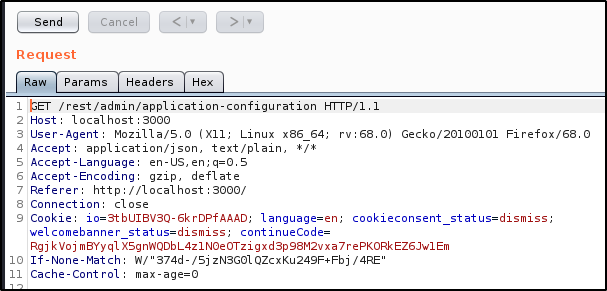 Send Cancel < >
Request
Raw Params Headers Hex
1 GET /rest/admin/application-configuration HTTP/1.1
2 Host: localhost:3000
3 User-Agent: Mozilla/5.0 (X11; Linux x86_64; rv:68.0) Gecko/20100101 Firefox/68.0
4 Accept: application/json, text/plain, */*
5 Accept-Language: en-US,en;q=0.5
6 Accept-Encoding: gzip, deflate
7 Referer: http://localhost:3000/
8 Connection: close
9 Cookie: io=3tbUIBV3Q-6krDPfAAAD; language=en; cookieconsent_status=dismiss;
welcomebanner_status=dismiss; continueCode=
RgjkVojmBYyqlX5gnWQDbL4z1NOeOTzigxd3p98M2vxa7rePKORkEZ6Jw1Em
10 If-None-Match: W/"374d-/5jzN3G0lQZcxKu249F+Fbj/4RE"
11 Cache-Control: max-age=0
12